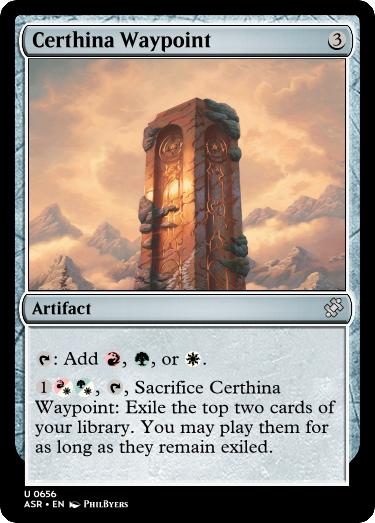 Certhina Waypoint 3
Artifact
: Add , , or .
1 , , Sacrifice Certhina
Waypoint: Exile the top two cards of
your library. You may play them for
as long as they remain exiled.
U 0656
ASR • EN PhilByers